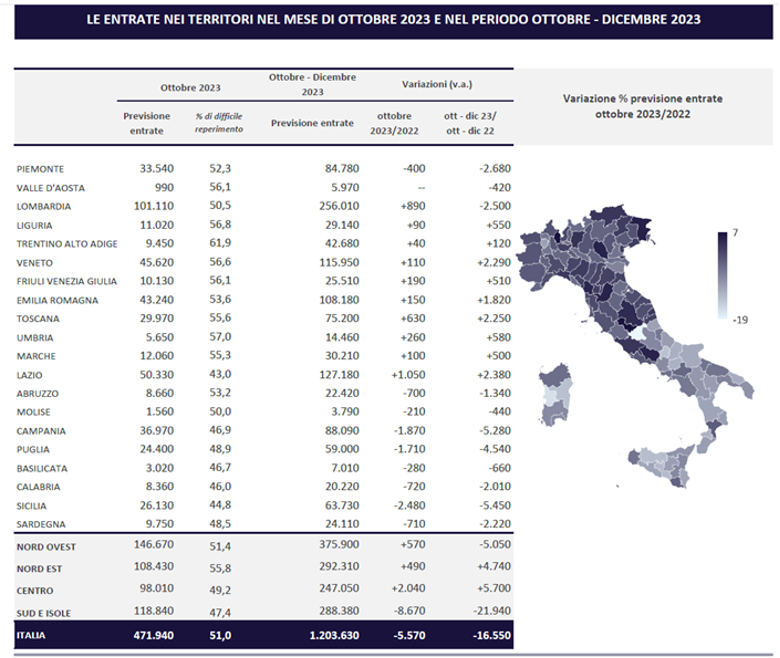 LE ENTRATE NEI TERRITORI NEL MESE DI OTTOBRE 2023 E NEL PERIODO OTTOBRE - DICEMBRE 2023
Ottobre 2023 Ottobre - Dicembre 2023 Variazioni (v.a.)
Previsione entrate % di difficile reperimento Previsione entrate ottobre 2023/2022 ott - dic 23/ ott - dic 22
Variazione % previsione entrate
ottobre 2023/2022
PIEMONTE 33.540 52,3 84.780 -400 -2.680
VALLE D'AOSTA 990 56,1 5.970 -- -420
LOMBARDIA 101.110 50,5 256.010 +890 -2.500
LIGURIA 11.020 56,8 29.140 +90 +550
TRENTINO ALTO ADIGE 9.450 61,9 42.680 +40 +120
VENETO 45.620 56,6 115.950 +110 +2.290
FRIULI VENEZIA GIULIA 10.130 56,1 25.510 +190 +510
EMILIA ROMAGNA 43.240 53,6 108.180 +150 +1.820
TOSCANA 29.970 55,6 75.200 +630 +2.250
UMBRIA 5.650 57,0 14.460 +260 +580
MARCHE 12.060 55,3 30.210 +100 +500
LAZIO 50.330 43,0 127.180 +1.050 +2.380
ABRUZZO 8.660 53,2 22.420 -700 -1.340
MOLISE 1.560 50,0 3.790 -210 -440
CAMPANIA 36.970 46,9 88.090 -1.870 -5.280
PUGLIA 24.400 48,9 59.000 -1.710 -4.540
BASILICATA 3.020 46,7 7.010 -280 -660
CALABRIA 8.360 46,0 20.220 -720 -2.010
SICILIA 26.130 44,8 63.730 -2.480 -5.450
SARDEGNA 9.750 48,5 24.110 -710 -2.220
NORD OVEST 146.670 51,4 375.900 +570 -5.050
NORD EST 108.430 55,8 292.310 +490 +4.740
CENTRO 98.010 49,2 247.050 +2.040 +5.700
SUD E ISOLE 118.840 47,4 288.380 -8.670 -21.940
ITALIA 471.940 51,0 1.203.630 -5.570 -16.550
7
-19